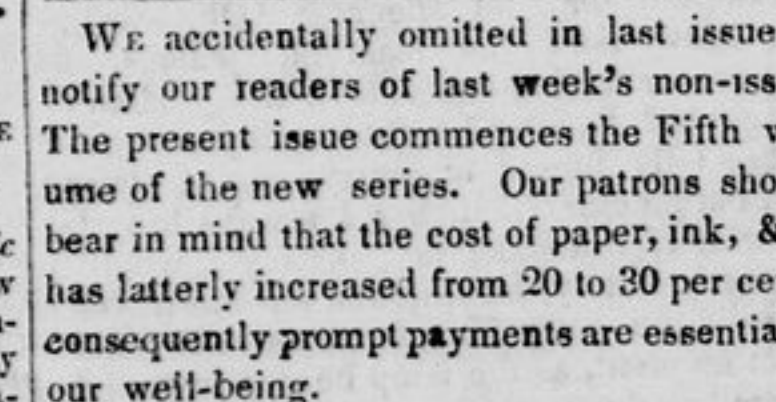 WE accidentally omitted in last issue
notify our readers of last week's non-iss
The present issue commences the Fifth v
ume of the new series. Our patrons sho
bear in mind that the cost of paper, ink, &
has latterly increased from 20 to 30 per ce
consequently prompt payments are essentia
our well-being.